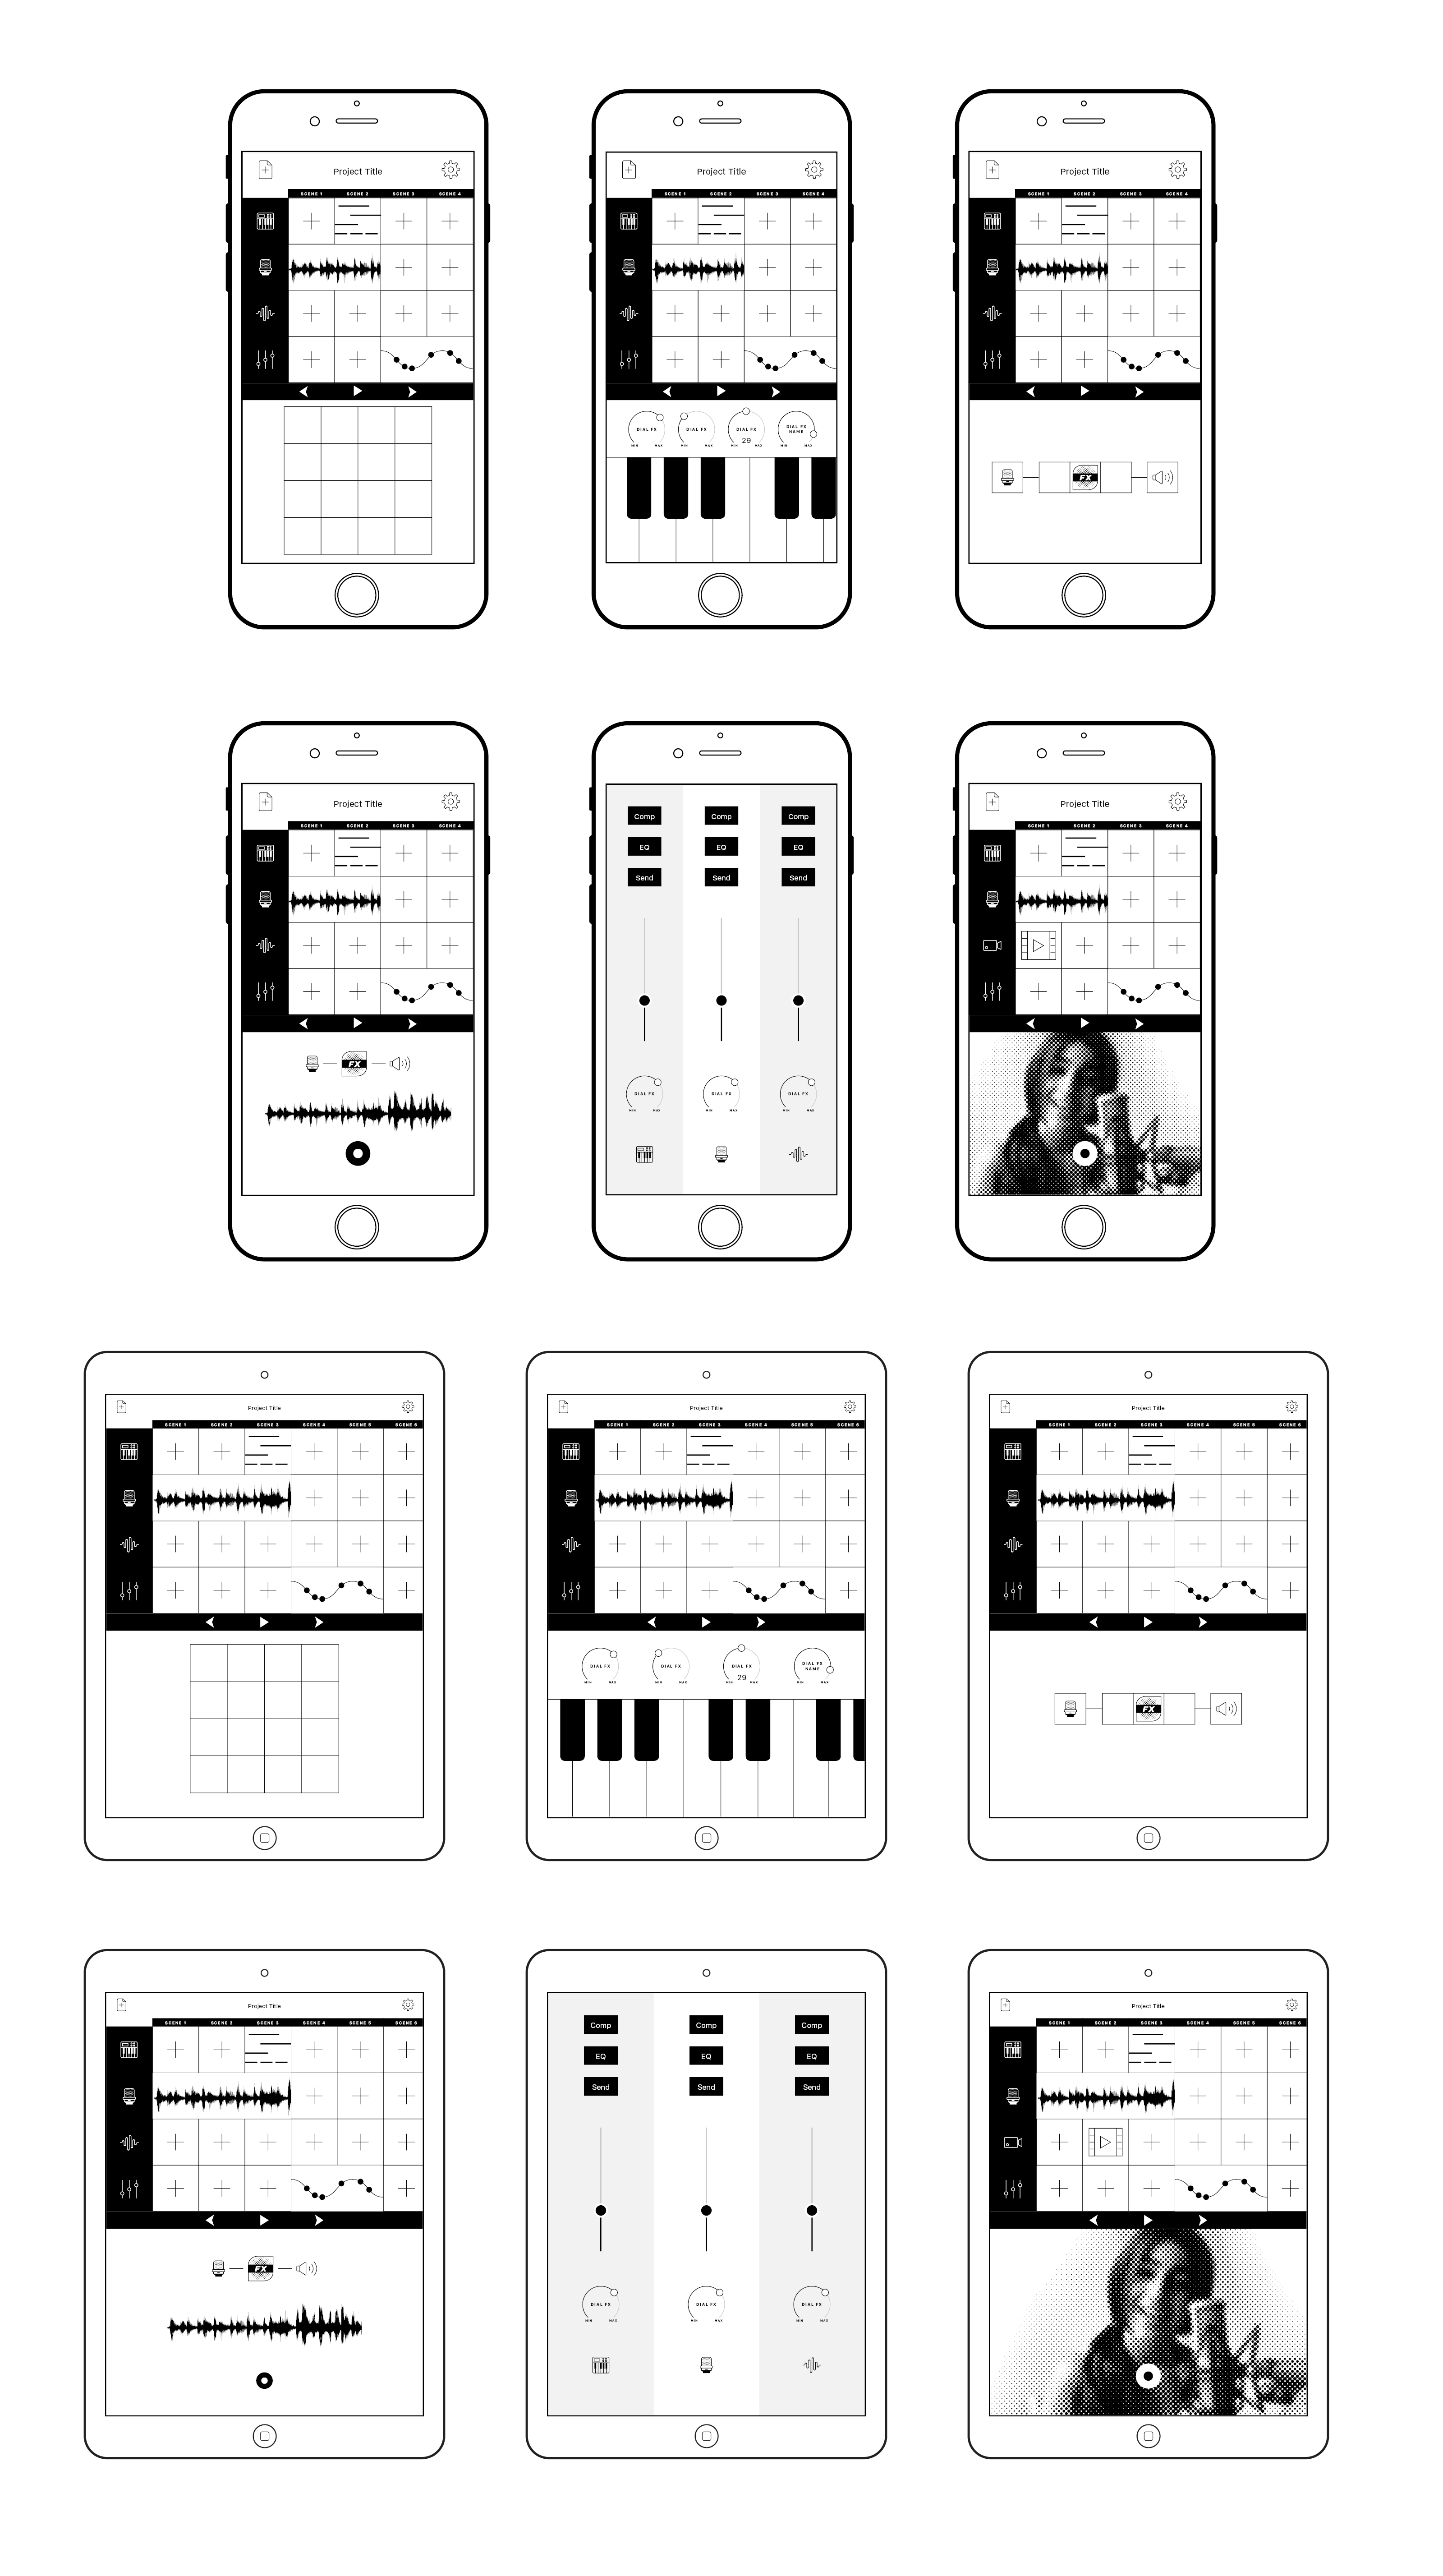 Project Title
SCENE 1 SCENE 2 SCENE 3 SCENE 4
Project Title
SCENE 1 SCENE 2 SCENE 3 SCENE 4
DIAL FX DIAL FX DIAL FX DIAL FX
NAME
29
MIN MAX MIN MAX MIN MAX MIN MAX
Project Title
SCENE 1 SCENE 2 SCENE 3 SCENE 4
FX
Project Title
SCENE 1 SCENE 2 SCENE 3 SCENE 4
FX
Comp Comp Comp
EQ EQ EQ
Send Send Send
DIAL FX DIAL FX DIAL FX
MIN MAX MIN MAX MIN MAX
Project Title
SCENE 1 SCENE 2 SCENE 3 SCENE 4
Project Title
SCENE 1 SCENE 2 SCENE 3 SCENE 4 SCENE 5 SCENE 6
Project Title
SCENE 1 SCENE 2 SCENE 3 SCENE 4 SCENE 5 SCENE 6
DIAL FX DIAL FX DIAL FX DIAL FX
NAME
29
MIN MAX MIN MAX MIN MAX MIN MAX
Project Title
SCENE 1 SCENE 2 SCENE 3 SCENE 4 SCENE 5 SCENE 6
FX
Project Title
SCENE 1 SCENE 2 SCENE 3 SCENE 4 SCENE 5 SCENE 6
FX
Comp Comp Comp
EQ EQ EQ
Send Send Send
DIAL FX DIAL FX DIAL FX
MIN MAX MIN MAX MIN MAX
Project Title
SCENE 1 SCENE 2 SCENE 3 SCENE 4 SCENE 5 SCENE 6